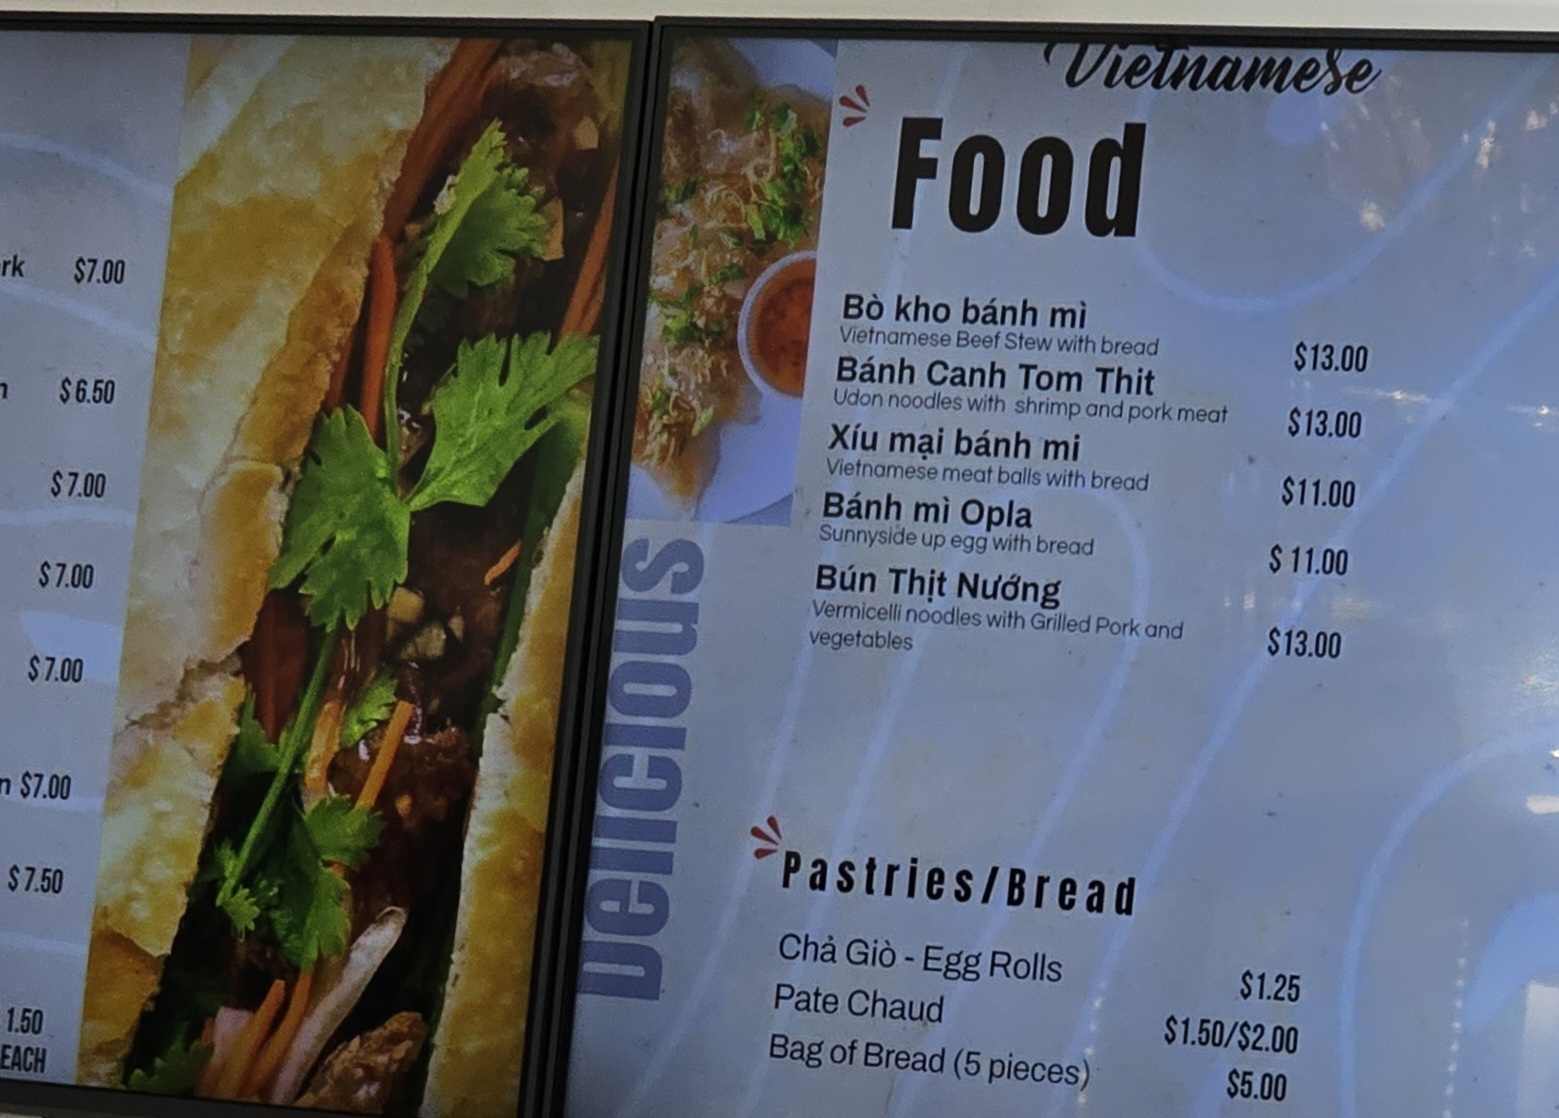 $7.00
$6.50
$7.00
$7.00
$7.00
$7.00
$7.50
1.50
EACH
Delicious
Vietnamese
Food
Bò kho bánh mì $13.00
Vietnamese Beef Stew with bread
Bánh Canh Tom Thit $13.00
Udon noodles with shrimp and pork meat
Xíu mại bánh mi $11.00
Vietnamese meat balls with bread
Bánh mì Opla $11.00
Sunnyside up egg with bread
Bún Thịt Nướng $13.00
Vermicelli noodles with Grilled Pork and
vegetables
Pastries/Bread
Chả Giò - Egg Rolls $1.25
Pate Chaud $1.50/$2.00
Bag of Bread (5 pieces) $5.00